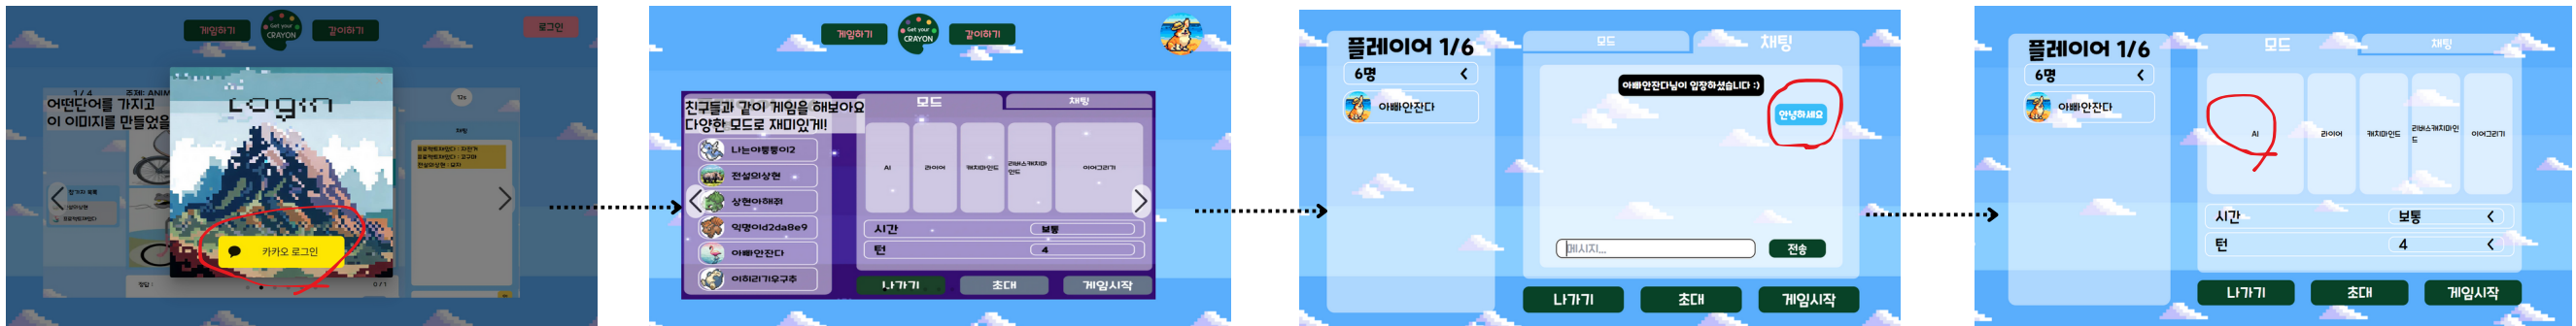 게임하기
Get your
CRAYON
같이하기
로그인
1 / 4 주제: ANIM
어떤단어를 가지고
이 이미지를 만들었을
12s
Login
채팅
참가자 목록
카카오 로그인
정답 :
0 / 1
게임하기
Get your
CRAYON
같이하기
친구들과 같이 게임을 해보아요
다양한 모드로 재미있게!
모드
채팅
나는야통통이2
전설의상현
상현아해줘
익명이d2da8e9
아빠안잔다
이히리기우구추
AI
라이어
캐치마인드
리버스캐치마
인드
이어그리기
시간
보통
턴
4
나가기
초대
게임시작
플레이어 1/6
6명
아빠안잔다
모드
채팅
아빠안잔다님이 입장하셨습니다 :)
안녕하세요
메시지...
전송
나가기
초대
게임시작
플레이어 1/6
6명
아빠안잔다
모드
채팅
AI
라이어
캐치마인드
리버스캐치마인
드
이어그리기
시간
보통
턴
4
나가기
초대
게임시작